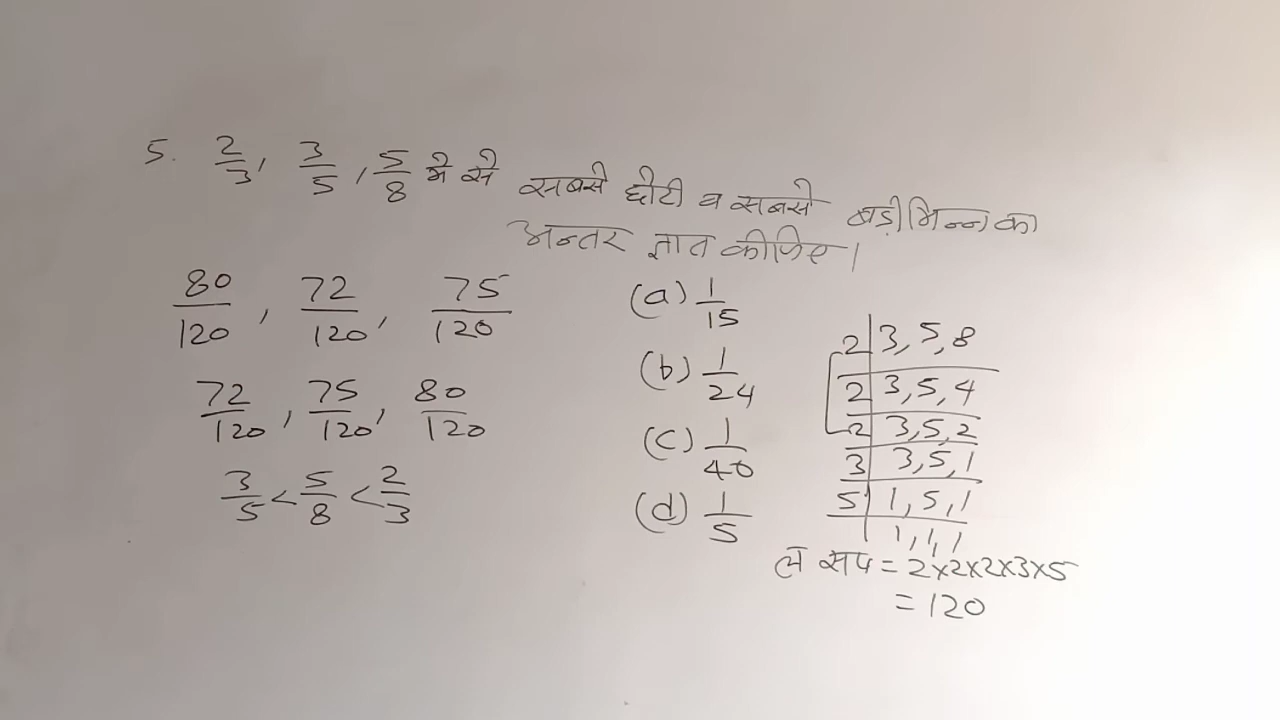 5. 2/3, 3/5, 5/8 मे से सबसे छोटी व सबसे बड़ी भिन्न का
अन्तर ज्ञात कीजिए।
80/120, 72/120, 75/120
72/120, 75/120, 80/120
3/5 < 5/8 < 2/3
(a) 1/15
(b) 1/24
(c) 1/40
(d) 1/5
2 | 3, 5, 8
2 | 3, 5, 4
2 | 3, 5, 2
3 | 3, 5, 1
5 | 1, 5, 1
| 1, 1, 1
ल स प = 2×2×2×3×5
= 120